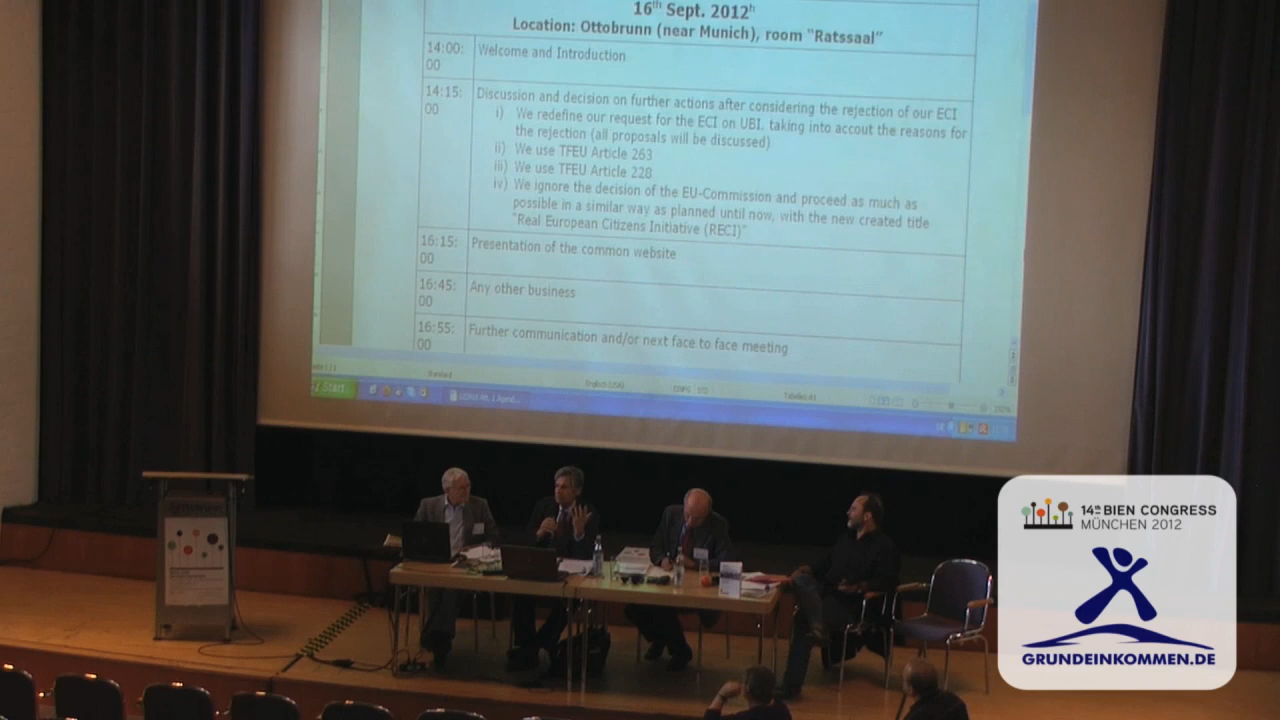 16th Sept. 2012h
Location: Ottobrunn (near Munich), room "Ratssaal"
14:00:
00
Welcome and Introduction
14:15:
00
Discussion and decision on further actions after considering the rejection of our ECI
i) We redefine our request for the ECI on UBI, taking into accout the reasons for
the rejection (all proposals will be discussed)
ii) We use TFEU Article 263
iii) We use TFEU Article 228
iv) We ignore the decision of the EU-Commission and proceed as much as
possible in a similar way as planned until now, with the new created title
"Real European Citizens Initiative (RECI)"
16:15:
00
Presentation of the common website
16:45:
00
Any other business
16:55:
00
Further communication and/or next face to face meeting
Standard
English (USA)
Start
14th BIEN CONGRESS
MÜNCHEN 2012
GRUNDEINKOMMEN.DE